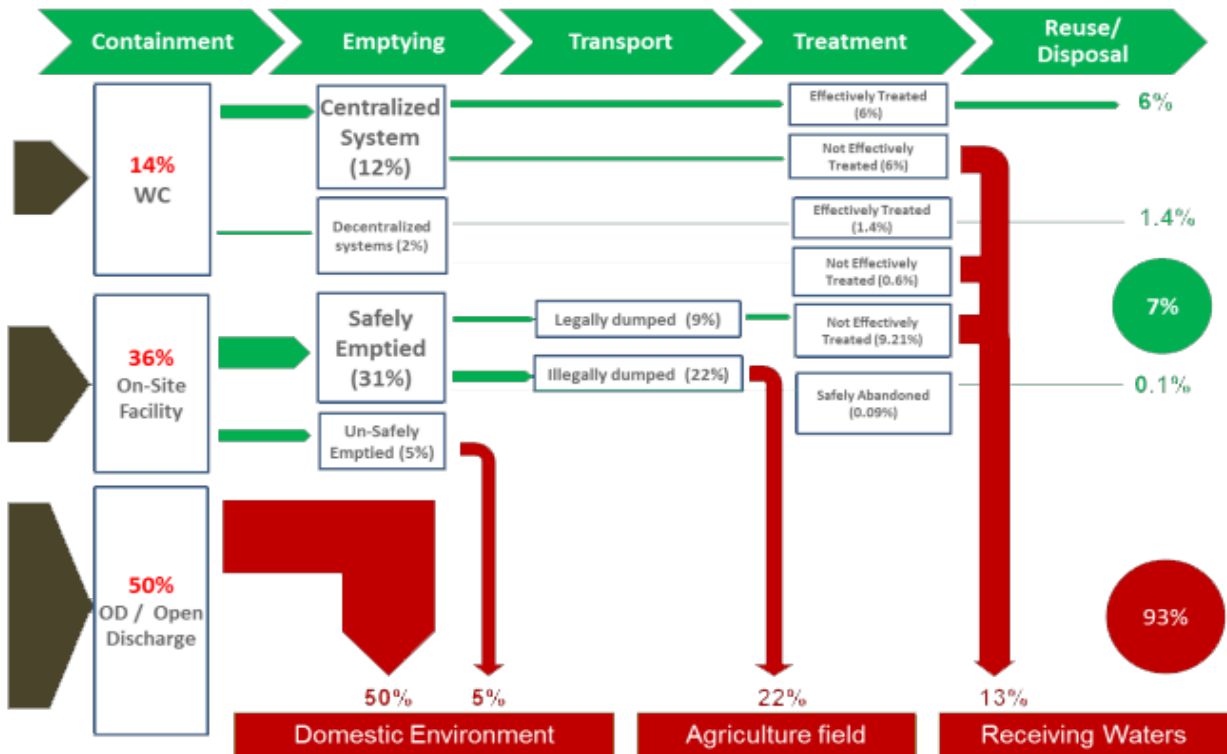 Containment
Emptying
Transport
Treatment
Reuse/
Disposal
14%
WC
Centralized
System
(12%)
Effectively Treated
(6%)
6%
Not Effectively
Treated (6%)
Decentralized
systems (2%)
Effectively Treated
(1.4%)
1.4%
Not Effectively
Treated (0.6%)
36%
On-Site
Facility
Safely
Emptied
(31%)
Legally dumped (9%)
Not Effectively
Treated (9.21%)
7%
Illegally dumped (22%)
Safely Abandoned
(0.09%)
0.1%
Un-Safely
Emptied (5%)
50%
OD / Open
Discharge
93%
50%
5%
22%
13%
Domestic Environment
Agriculture field
Receiving Waters